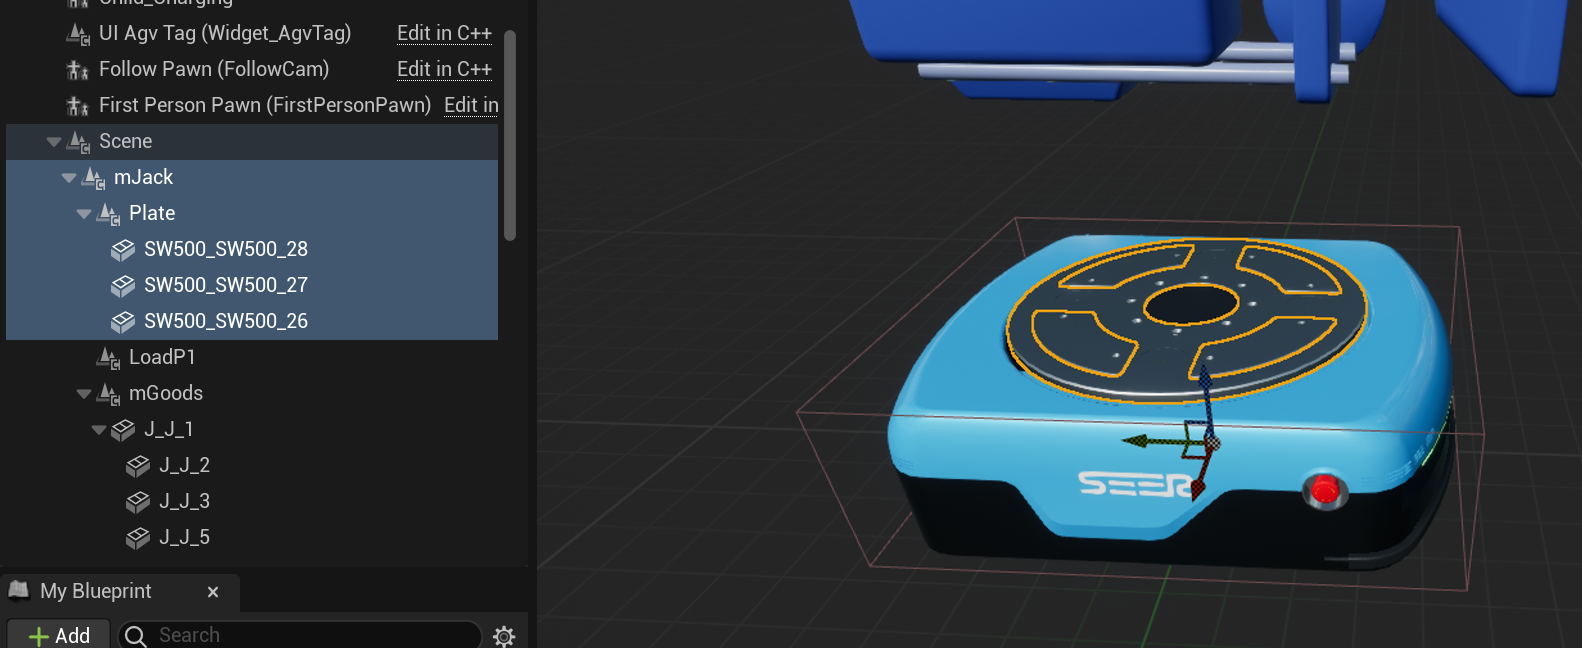 Child_Charging
UI Agv Tag (Widget_AgvTag) Edit in C++
Follow Pawn (FollowCam) Edit in C++
First Person Pawn (FirstPersonPawn) Edit in
Scene
mJack
Plate
SW500_SW500_28
SW500_SW500_27
SW500_SW500_26
LoadP1
mGoods
J_J_1
J_J_2
J_J_3
J_J_5
My Blueprint
Add
Search
SEER